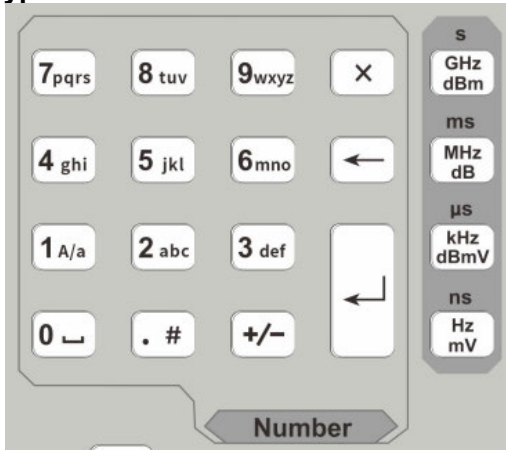 s
7pqrs 8 tuv 9wxyz × GHz
dBm
ms
4 ghi 5 jkl 6mno ← MHz
dB
µs
1 A/a 2 abc 3 def kHz
dBmV
ns
0 ⎵ . # +/− ↵ Hz
mV
Number